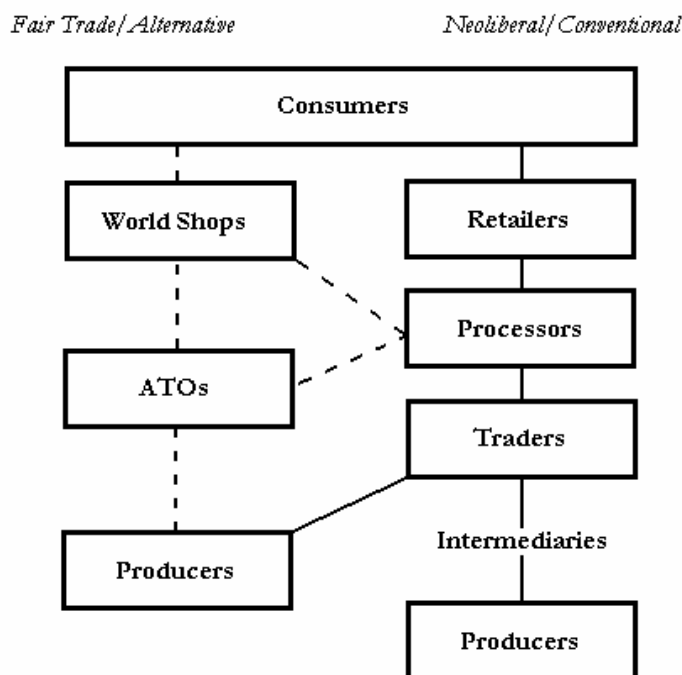 Fair Trade/Alternative
Neoliberal/Conventional
Consumers
World Shops
Retailers
Processors
ATOs
Traders
Intermediaries
Producers
Producers